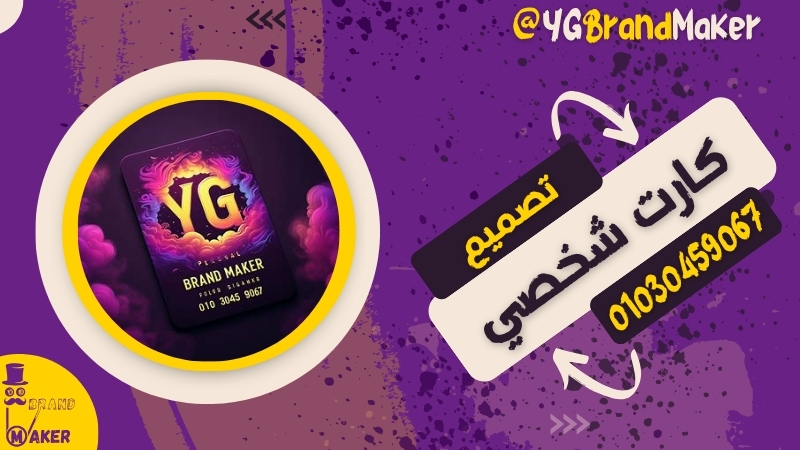 @YGBrandMaker
تصميم
كارت شخصي
01030459067
YG
BRAND MAKER
010 3045 9067
BRAND
MAKER